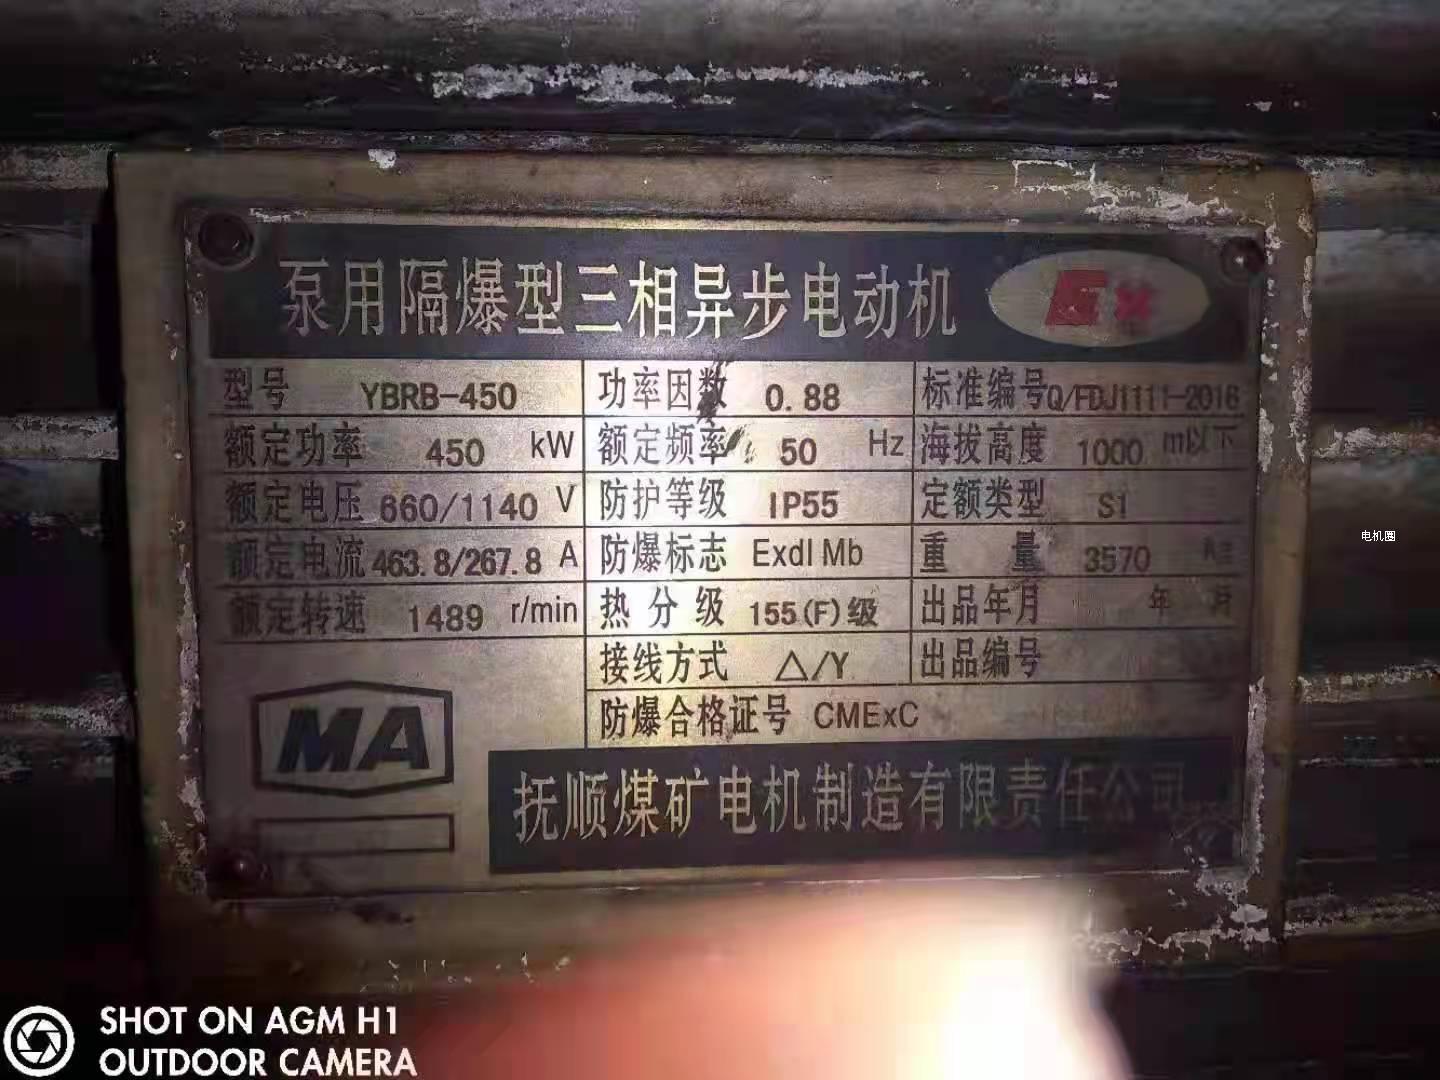 泵用隔爆型三相异步电动机 Ex
型号 YBRB-450 功率因数 0.88 标准编号 Q/FDJ1111-2016
额定功率 450 kW 额定频率 50 Hz 海拔高度 1000 m以下
额定电压 660/1140 V 防护等级 IP55 定额类型 S1
额定电流 463.8/267.8 A 防爆标志 ExdI Mb 重量 3570
额定转速 1489 r/min 热分级 155(F)级 出品年月 年 月
接线方式 △/Y 出品编号
防爆合格证号 CMExC
MA
抚顺煤矿电机制造有限责任公司
电机圈
SHOT ON AGM H1
OUTDOOR CAMERA